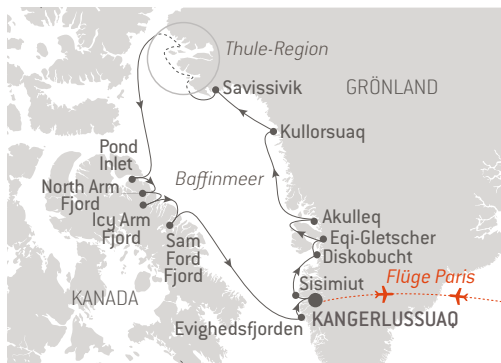 Thule-Region
Savissivik
GRÖNLAND
Kullorsuaq
Pond
Inlet
North Arm
Fjord
Icy Arm
Fjord
Baffinmeer
Sam
Ford
Fjord
Akulleq
Eqi-Gletscher
Diskobucht
KANADA
Sisimiut
Flüge Paris
Evighedsfjorden
KANGERLUSSUAQ